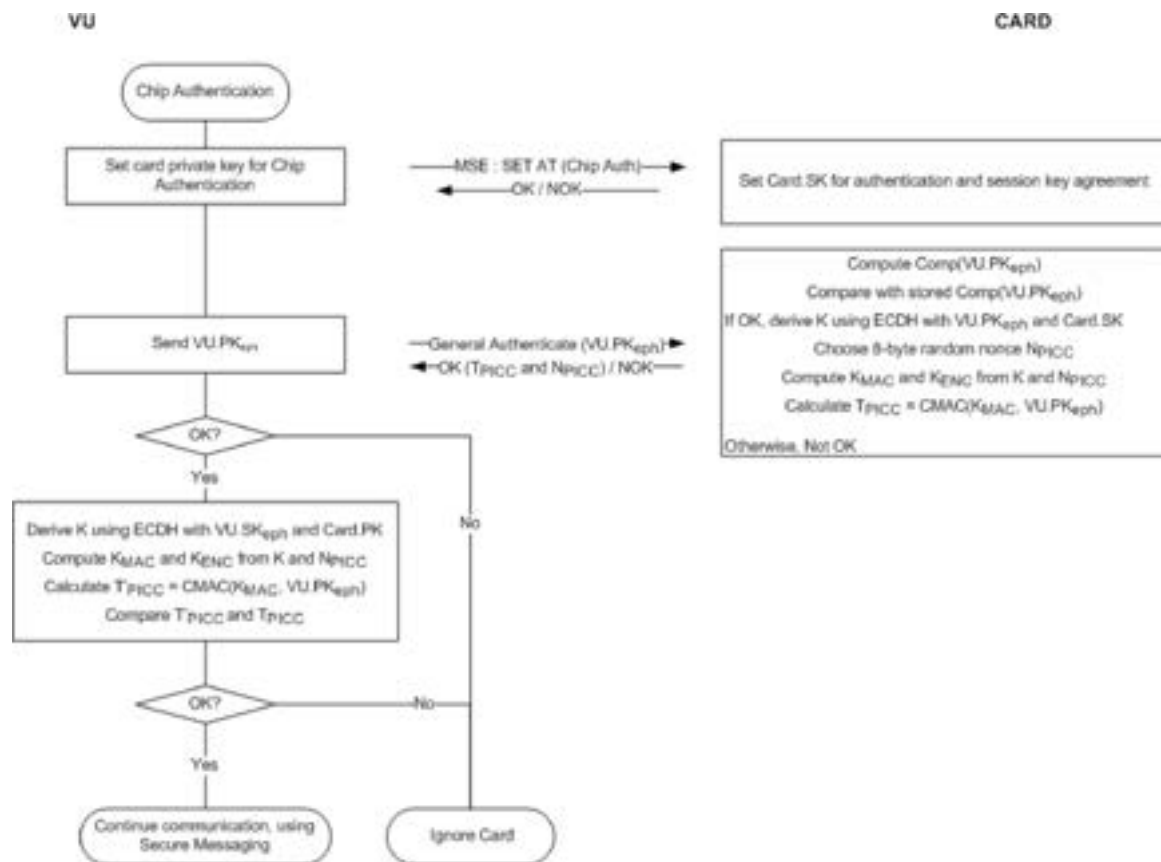 VU
CARD
Chip Authentication
Set card private key for Chip
Authentication
MSE : SET AT (Chip Auth)
OK / NOK
Set Card.SK for authentication and session key agreement
Compute Comp(VU.PKeph)
Compare with stored Comp(VU.PKeph)
If OK, derive K using ECDH with VU.PKeph and Card.SK
Choose 8-byte random nonce NPICC
Compute KMAC and KENC from K and NPICC
Calculate TPICC = CMAC(KMAC, VU.PKeph)
Otherwise, Not OK
Send VU.PKeph
General Authenticate (VU.PKeph)
OK (TPICC and NPICC) / NOK
OK?
Yes
No
Derive K using ECDH with VU.SKeph and Card.PK
Compute KMAC and KENC from K and NPICC
Calculate T'PICC = CMAC(KMAC, VU.PKeph)
Compare T'PICC and TPICC
OK?
No
Yes
Continue communication, using
Secure Messaging
Ignore Card